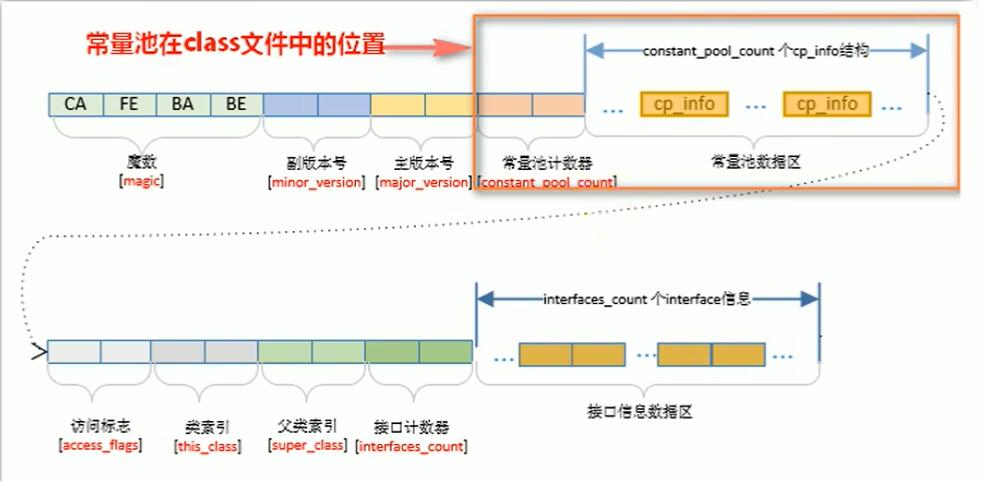 常量池在class文件中的位置
constant_pool_count 个cp_info结构
CA FE BA BE
... cp_info ... cp_info ...
魔数 副版本号 主版本号 常量池计数器 常量池数据区
[magic] [minor_version] [major_version] [constant_pool_count]
interfaces_count 个interface信息
... ... ...
访问标志 类索引 父类索引 接口计数器 接口信息数据区
[access_flags] [this_class] [super_class] [interfaces_count]